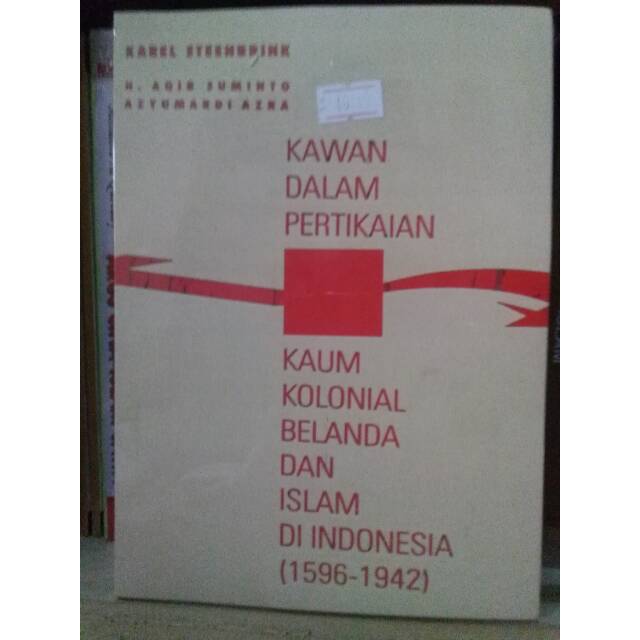 KAREL STEENBRINK
H. AQIB SUMINTO
AZYUMARDI AZRA
KAWAN
DALAM
PERTIKAIAN
KAUM
KOLONIAL
BELANDA
DAN
ISLAM
DI INDONESIA
(1596-1942)